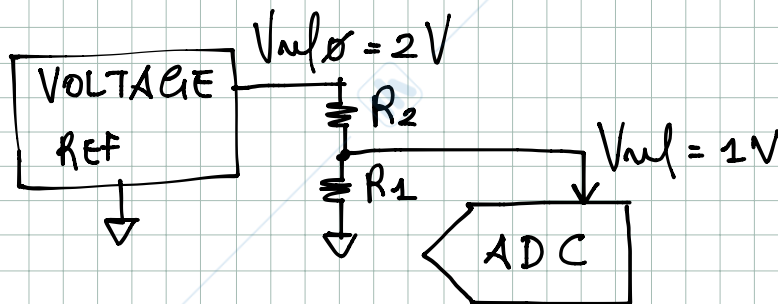 Vref0 = 2V
VOLTAGE
REF
R2
R1
Vref = 1V
ADC